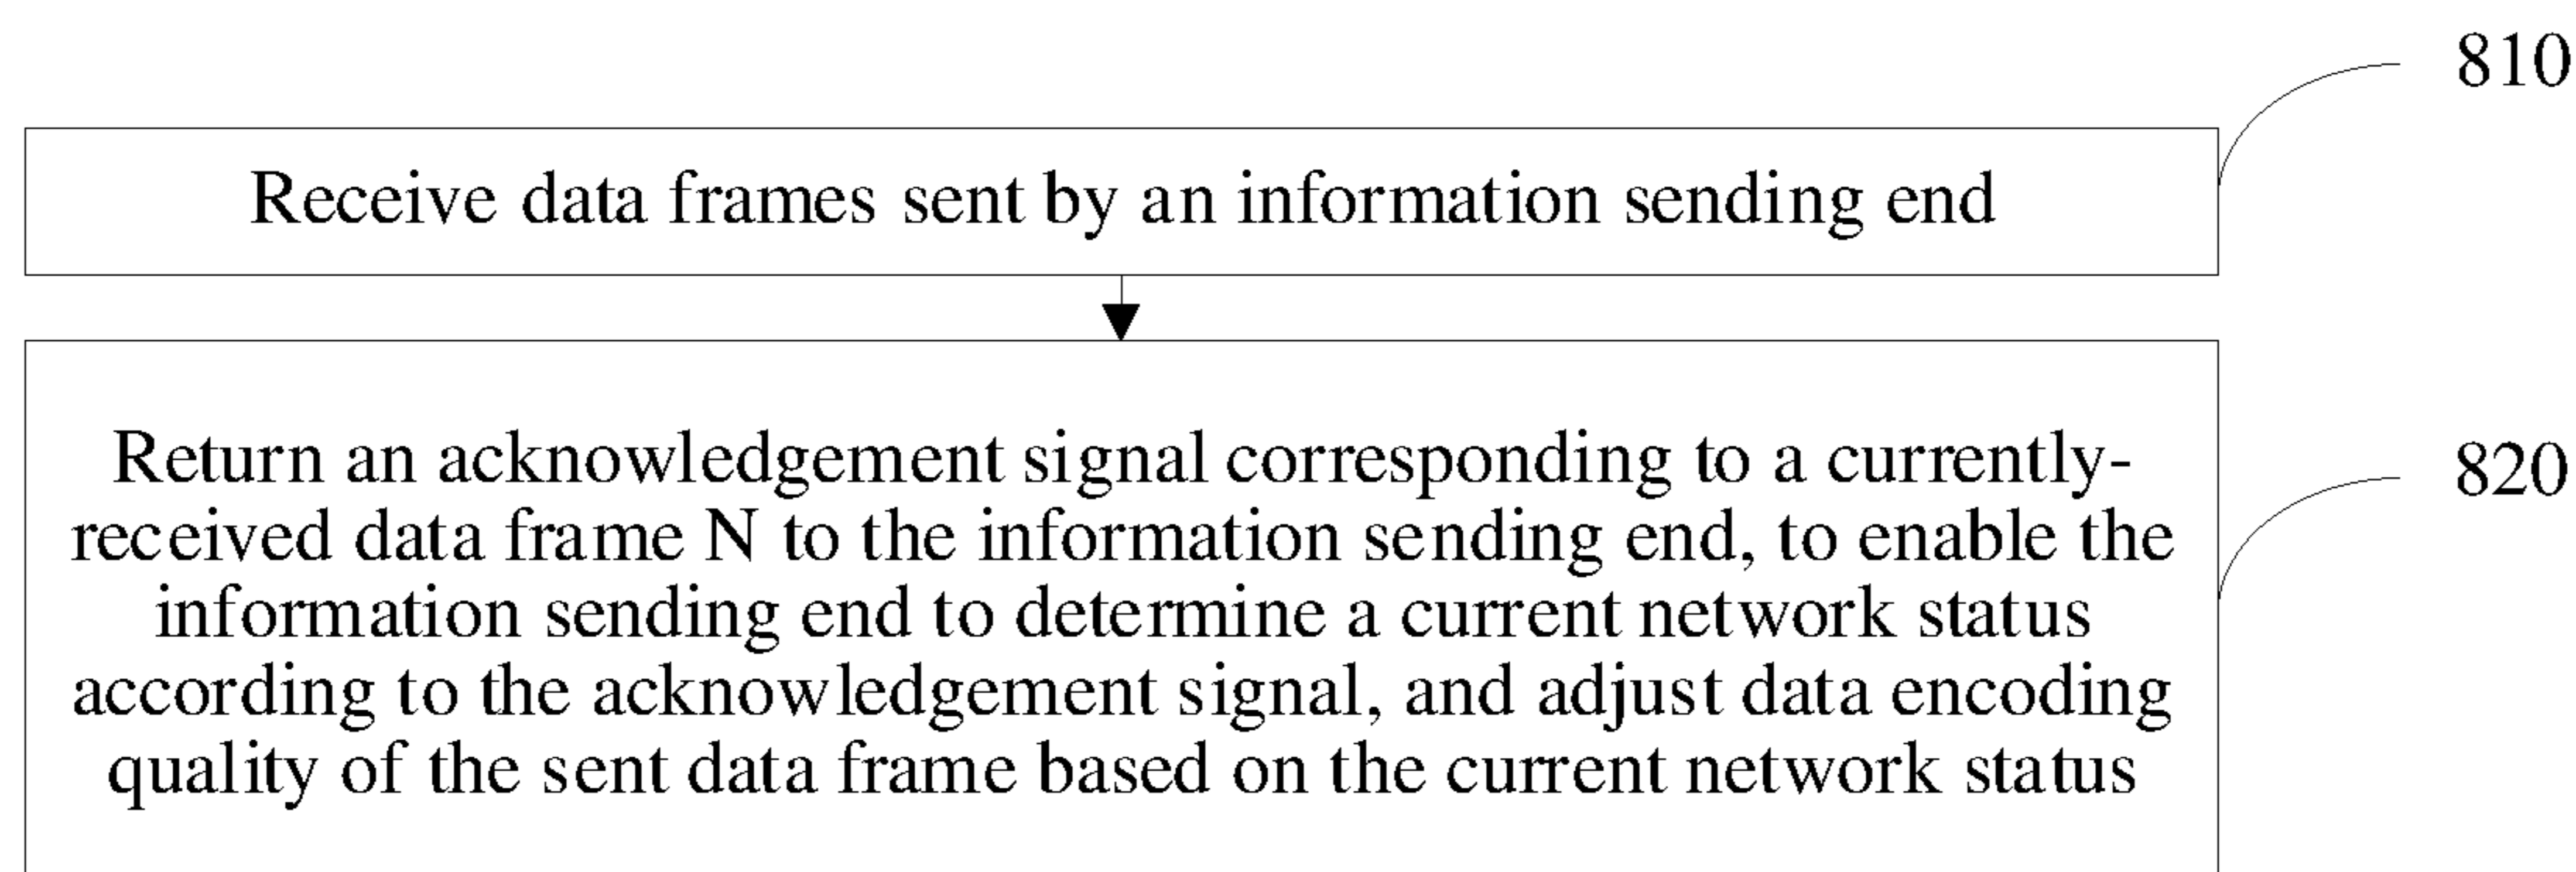 810
Receive data frames sent by an information sending end
Return an acknowledgement signal corresponding to a currently-
820
received data frame N to the information sending end, to enable the
information sending end to determine a current network status
according to the acknowledgement signal, and adjust data encoding
quality of the sent data frame based on the current network status